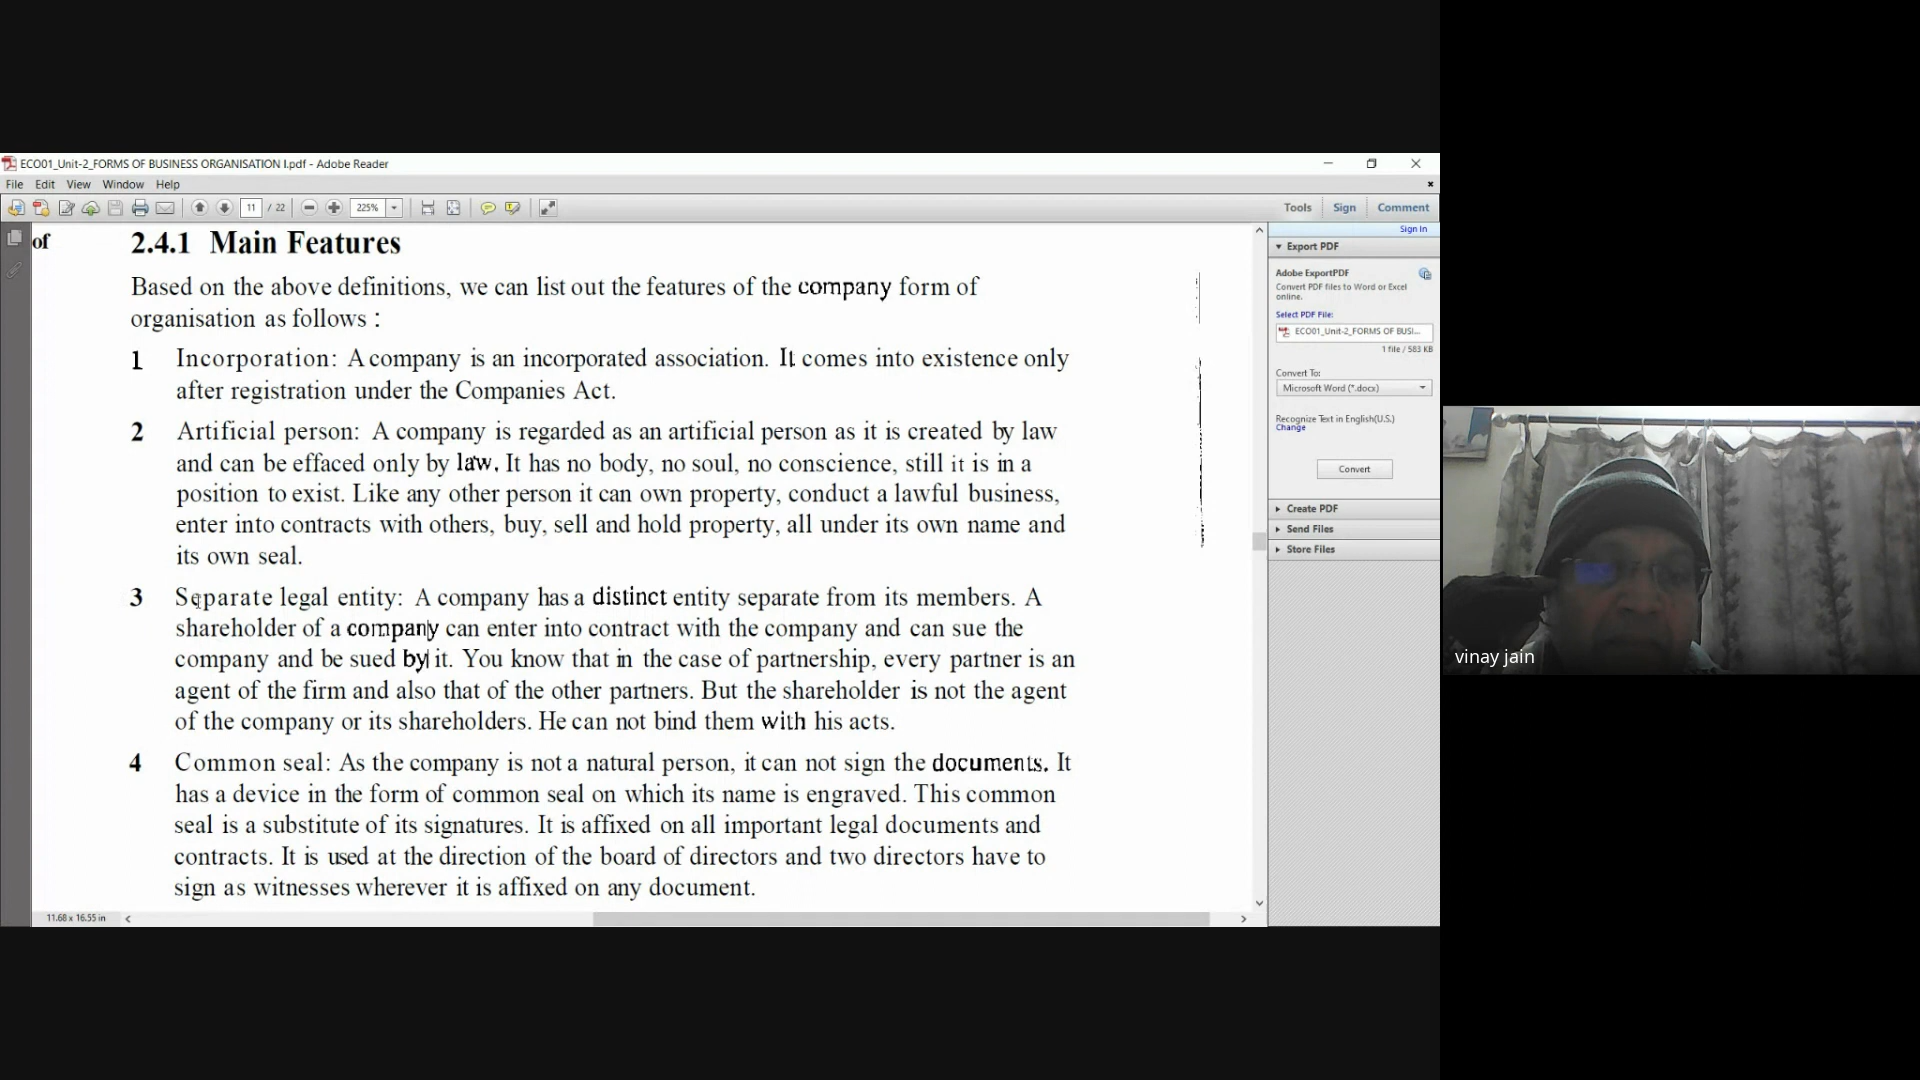 ECO01_Unit-2_FORMS OF BUSINESS ORGANISATION I.pdf - Adobe Reader
File Edit View Window Help
11 / 22 225% Tools Sign Comment
Sign In
of
2.4.1 Main Features
Based on the above definitions, we can list out the features of the company form of
organisation as follows :
1 Incorporation: A company is an incorporated association. It comes into existence only
after registration under the Companies Act.
2 Artificial person: A company is regarded as an artificial person as it is created by law
and can be effaced only by law. It has no body, no soul, no conscience, still it is in a
position to exist. Like any other person it can own property, conduct a lawful business,
enter into contracts with others, buy, sell and hold property, all under its own name and
its own seal.
3 Separate legal entity: A company has a distinct entity separate from its members. A
shareholder of a company can enter into contract with the company and can sue the
company and be sued by it. You know that in the case of partnership, every partner is an
agent of the firm and also that of the other partners. But the shareholder is not the agent
of the company or its shareholders. He can not bind them with his acts.
4 Common seal: As the company is not a natural person, it can not sign the documents. It
has a device in the form of common seal on which its name is engraved. This common
seal is a substitute of its signatures. It is affixed on all important legal documents and
contracts. It is used at the direction of the board of directors and two directors have to
sign as witnesses wherever it is affixed on any document.
11.68 x 16.55 in
Export PDF
Adobe ExportPDF
Convert PDF files to Word or Excel
online.
Select PDF File:
ECO01_Unit-2_FORMS OF BUSI...
1 file / 583 KB
Convert To:
Microsoft Word (*.docx)
Recognize Text in English(U.S.)
Change
Convert
Create PDF
Send Files
Store Files
vinay jain